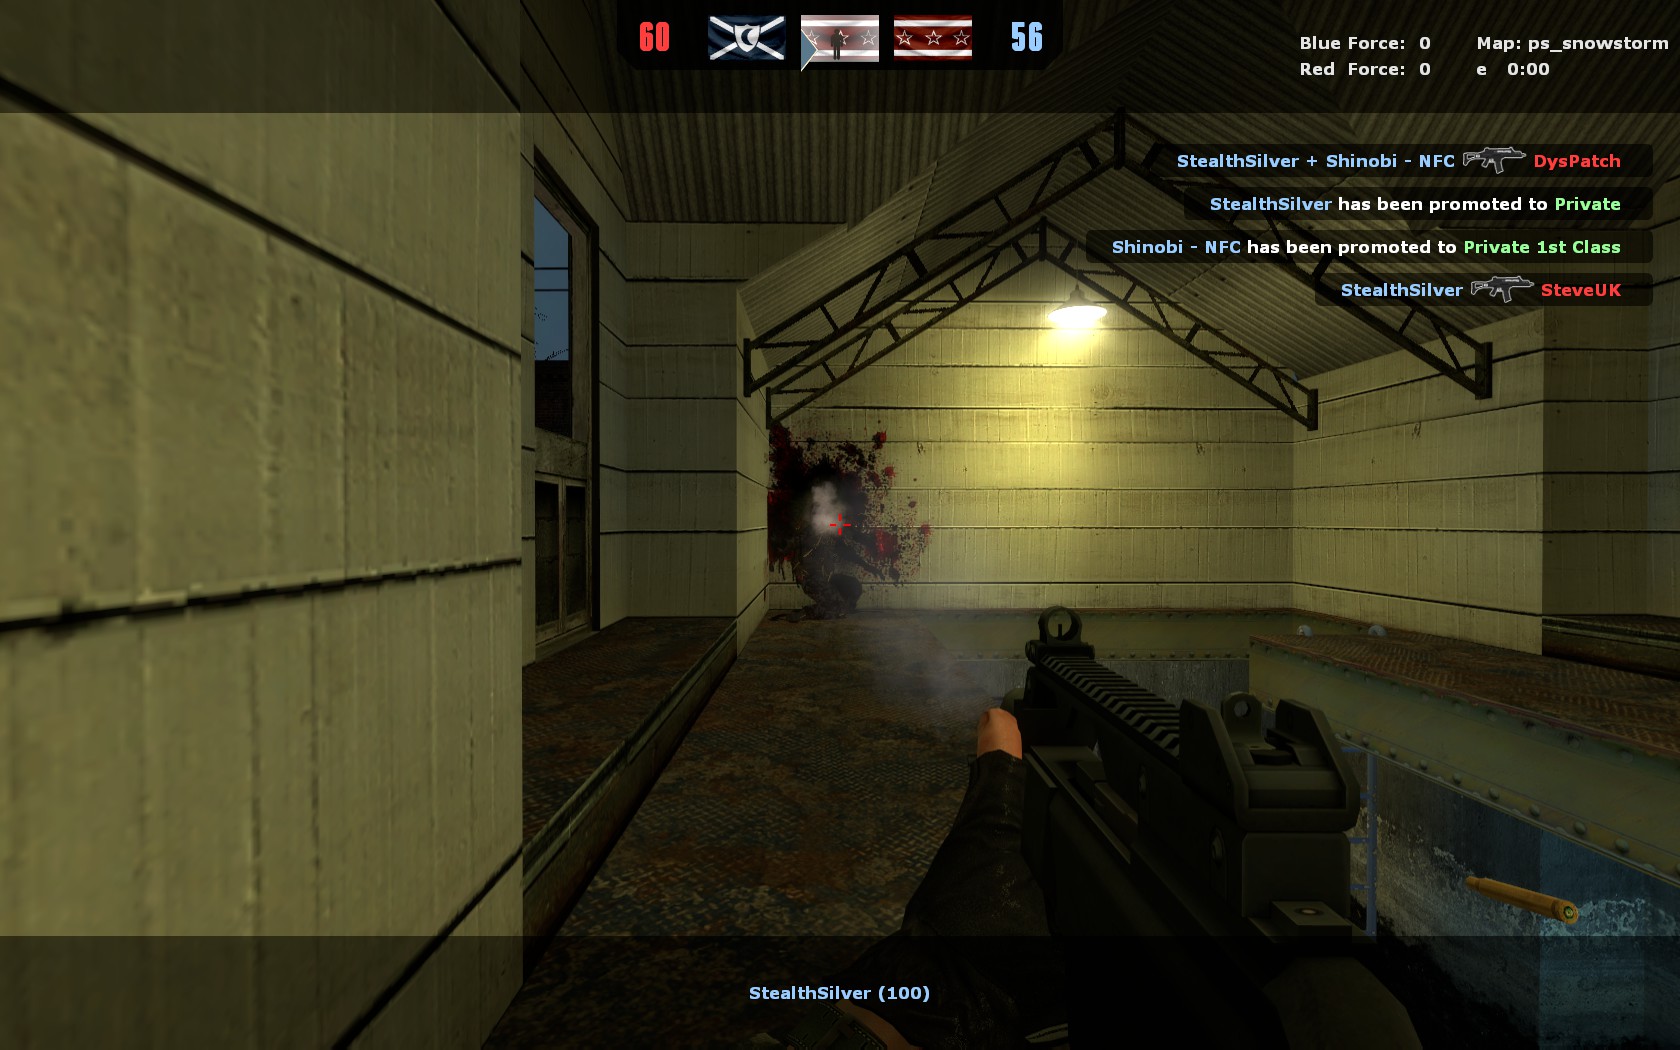 60 56
Blue Force: 0 Map: ps_snowstorm
Red Force: 0 e 0:00
StealthSilver + Shinobi - NFC DysPatch
StealthSilver has been promoted to Private
Shinobi - NFC has been promoted to Private 1st Class
StealthSilver SteveUK
StealthSilver (100)